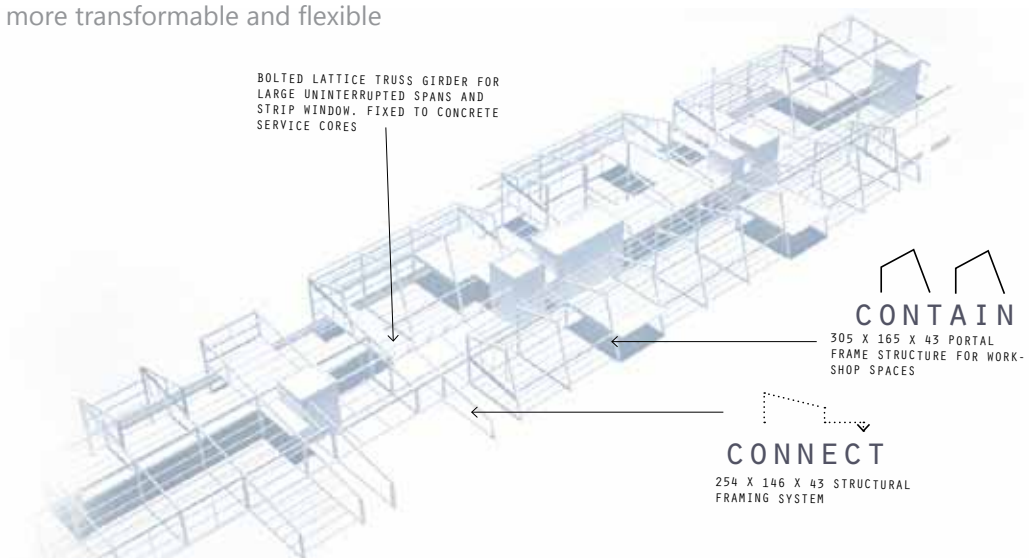 more transformable and flexible
BOLTED LATTICE TRUSS GIRDER FOR
LARGE UNINTERRUPTED SPANS AND
STRIP WINDOW. FIXED TO CONCRETE
SERVICE CORES
CONTAIN
305 X 165 X 43 PORTAL
FRAME STRUCTURE FOR WORK-
SHOP SPACES
CONNECT
254 X 146 X 43 STRUCTURAL
FRAMING SYSTEM